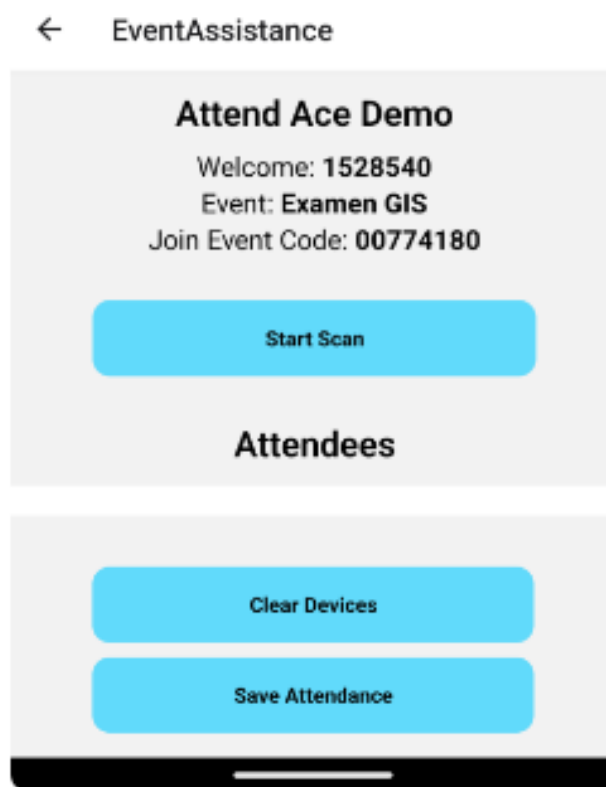 EventAssistance
Attend Ace Demo
Welcome: 1528540
Event: Examen GIS
Join Event Code: 00774180
Start Scan
Attendees
Clear Devices
Save Attendance